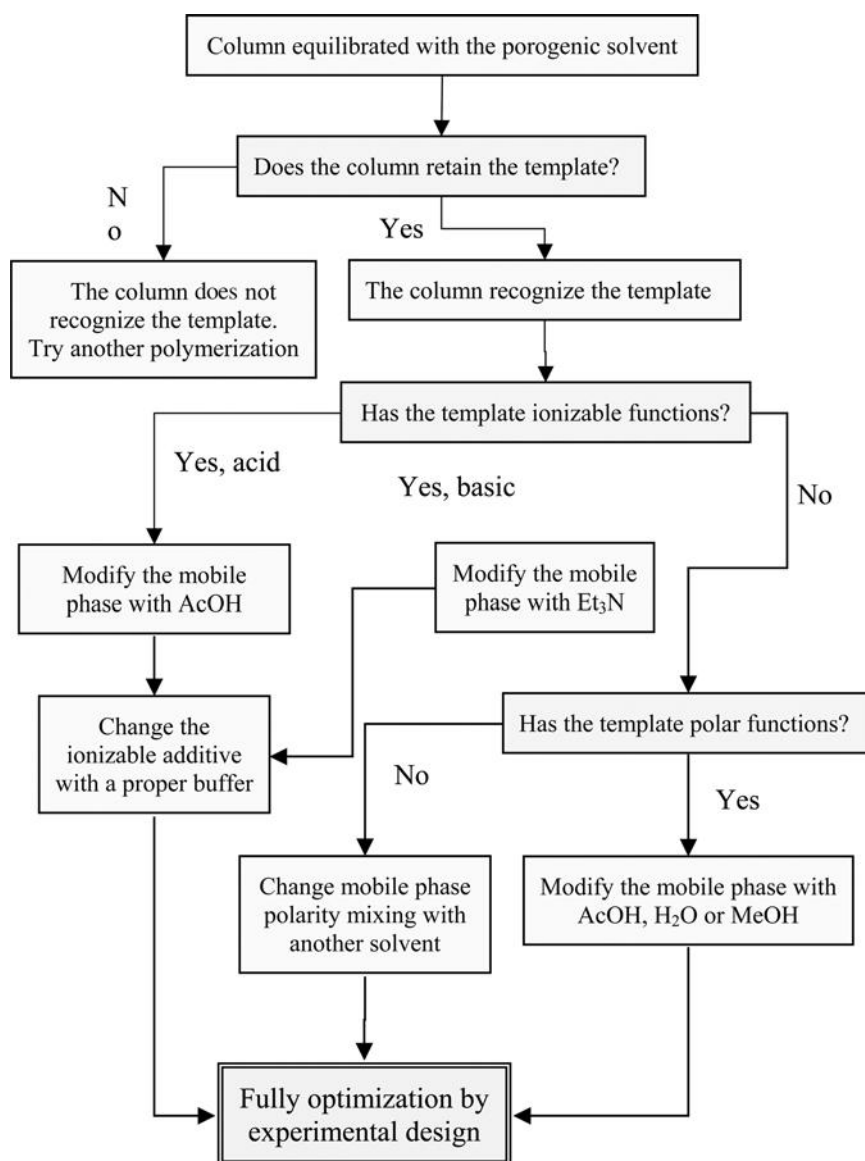 Column equilibrated with the porogenic solvent
Does the column retain the template?
N
o
Yes
The column does not
recognize the template.
Try another polymerization
The column recognize the template
Has the template ionizable functions?
Yes, acid
Yes, basic
No
Modify the mobile
phase with AcOH
Modify the mobile
phase with Et₃N
Change the
ionizable additive
with a proper buffer
Has the template polar functions?
No
Yes
Change mobile phase
polarity mixing with
another solvent
Modify the mobile phase with
AcOH, H₂O or MeOH
Fully optimization by
experimental design